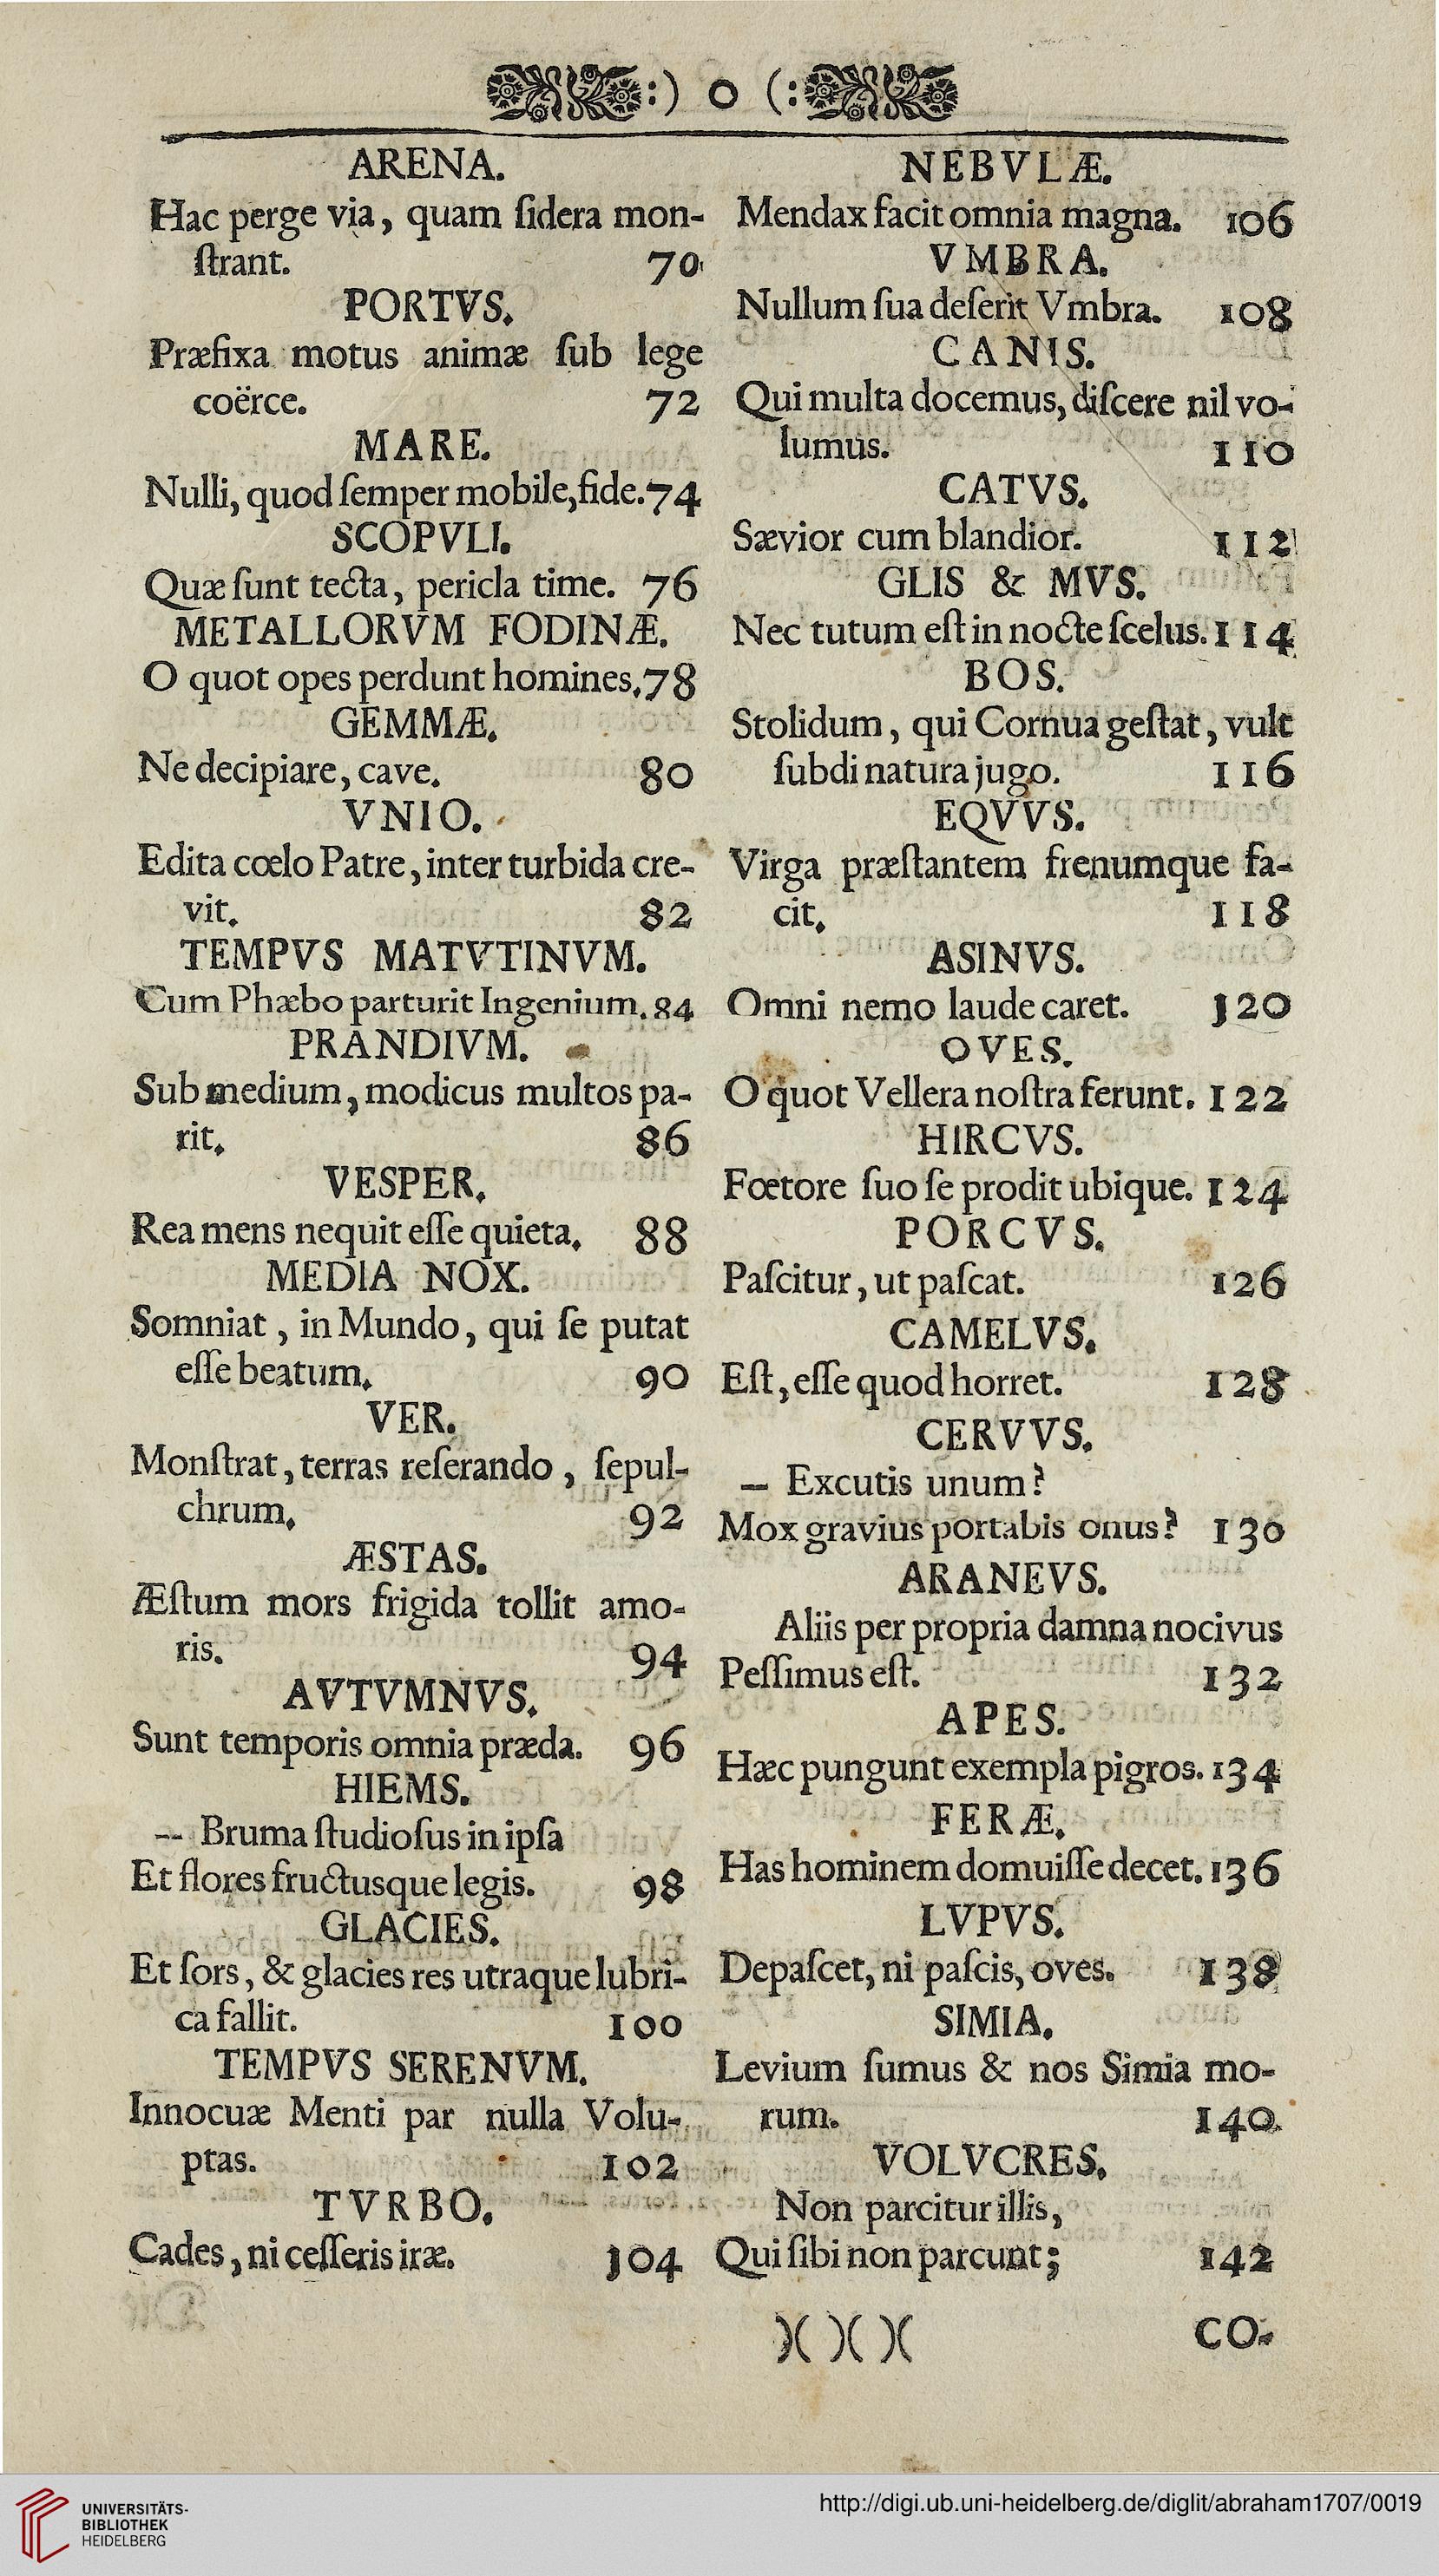 :) o (:
ARENA.
Hac perge via, quam ſidera mon-
ſtrant. 70
PORTVS.
Præfixa motus animæ ſub lege
coërce. 72
MARE.
Nulli, quod ſemper mobile, fide. 74
SCOPVLI.
Quæ ſunt tecta, pericla time. 76
METALLORVM FODINÆ.
O quot opes perdunt homines. 78
GEMMÆ.
Ne decipiare, cave. 80
VNIO.
Edita cœlo Patre, inter turbida cre-
vit. 82
TEMPVS MATVTINVM.
Cum Phæbo parturit Ingenium. 84
PRANDIVM.
Sub medium, modicus multos pa-
rit. 86
VESPER.
Rea mens nequit eſſe quieta. 88
MEDIA NOX.
Somniat, in Mundo, qui ſe putat
eſſe beatum. 90
VER.
Monſtrat, terras reſerando, ſepul-
chrum. 92
ÆSTAS.
Æſtum mors frigida tollit amo-
ris. 94
AVTVMNVS.
Sunt temporis omnia præda. 96
HIEMS.
-- Bruma ſtudioſus in ipſa
Et flores fructusque legis. 98
GLACIES.
Et ſors, & glacies res utraque lubri-
ca fallit. 100
TEMPVS SERENVM.
Innocuæ Menti par nulla Volu-
ptas. 102
TVRBO.
Cades, ni ceſſeris iræ. 104
NEBVLÆ.
Mendax facit omnia magna. 106
VMBRA.
Nullum ſua deſerit Vmbra. 108
CANIS.
Qui multa docemus, diſcere nil vo-
lumus. 110
CATVS.
Sævior cum blandior. 112
GLIS & MVS.
Nec tutum eſt in nocte ſcelus. 114
BOS.
Stolidum, qui Cornua geſtat, vult
ſubdi natura jugo. 116
EQVVS.
Virga præſtantem frenumque fa-
cit. 118
ASINVS.
Omni nemo laude caret. 120
OVES.
O quot Vellera noſtra ferunt. 122
HIRCVS.
Fœtore ſuo ſe prodit ubique. 124
PORCVS.
Paſcitur, ut paſcat. 126
CAMELVS.
Eſt, eſſe quod horret. 128
CERVVS.
– Excutis unum?
Mox gravius portabis onus? 130
ARANEVS.
Aliis per propria damna nocivus
Peſſimus eſt. 132
APES.
Hæc pungunt exempla pigros. 134
FERÆ.
Has hominem domuiſſe decet. 136
LVPVS.
Depaſcet, ni paſcis, oves. 138
SIMIA.
Levium ſumus & nos Simia mo-
rum. 140
VOLVCRES.
Non parcitur illis,
Qui ſibi non parcunt; 142
)( )( )( CO-
UNIVERSITÄTS-
BIBLIOTHEK
HEIDELBERG
http://digi.ub.uni-heidelberg.de/diglit/abraham1707/0019